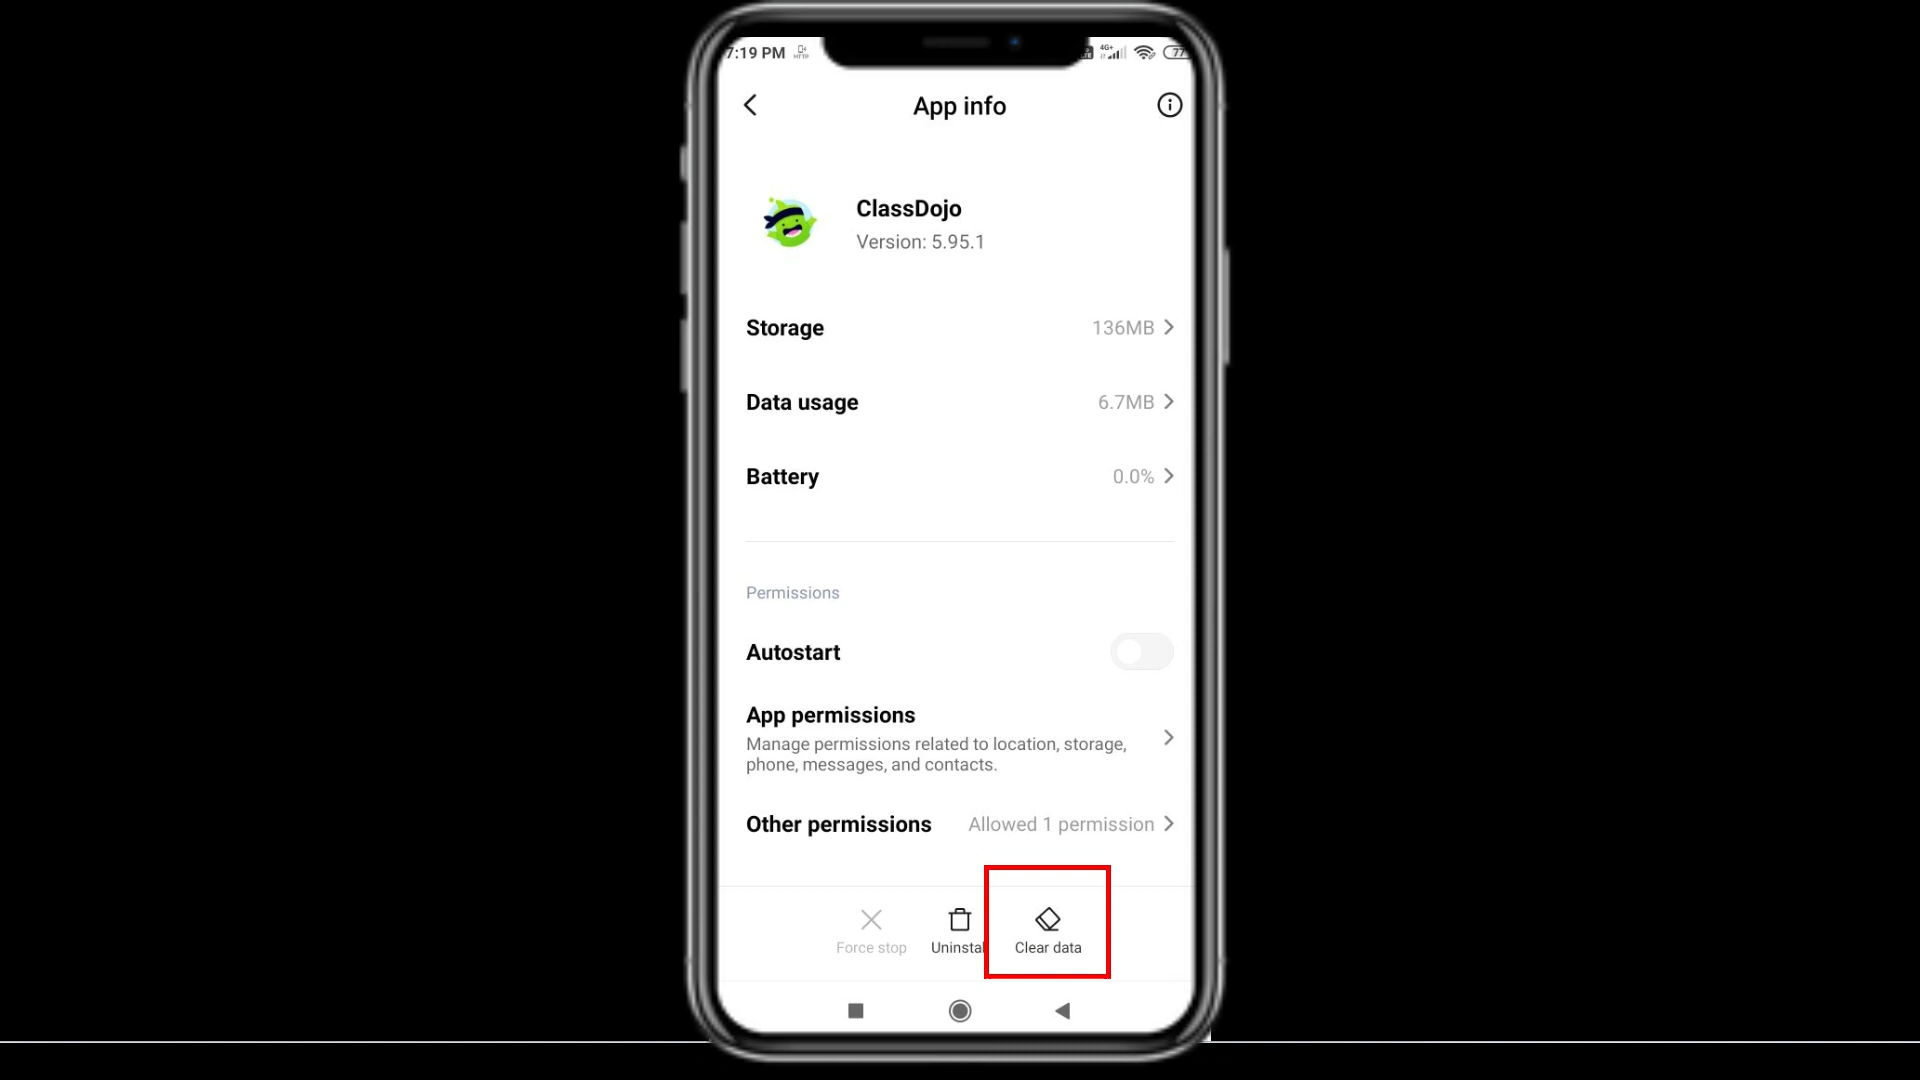 7:19 PM
4G+
77
App info
ClassDojo
Version: 5.95.1
Storage
136MB
Data usage
6.7MB
Battery
0.0%
Permissions
Autostart
App permissions
Manage permissions related to location, storage,
phone, messages, and contacts.
Other permissions
Allowed 1 permission
Force stop
Uninstal
Clear data